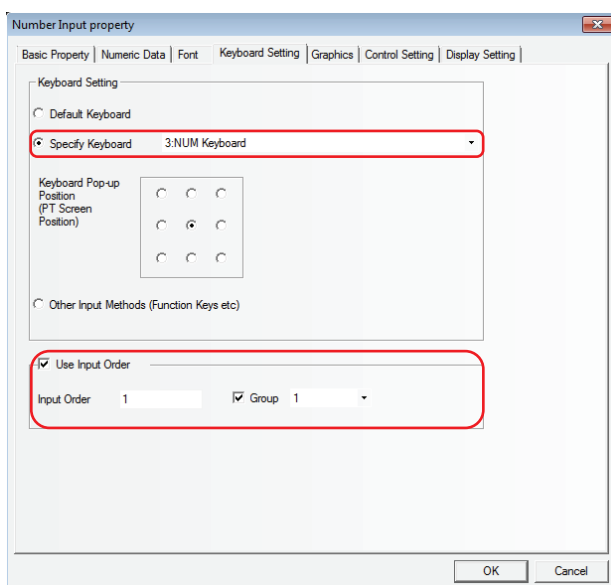 Number Input property
Basic Property Numeric Data Font Keyboard Setting Graphics Control Setting Display Setting
Keyboard Setting
Default Keyboard
Specify Keyboard 3:NUM Keyboard
Keyboard Pop-up
Position
(PT Screen
Position)
Other Input Methods (Function Keys etc)
Use Input Order
Input Order 1 Group 1
OK Cancel